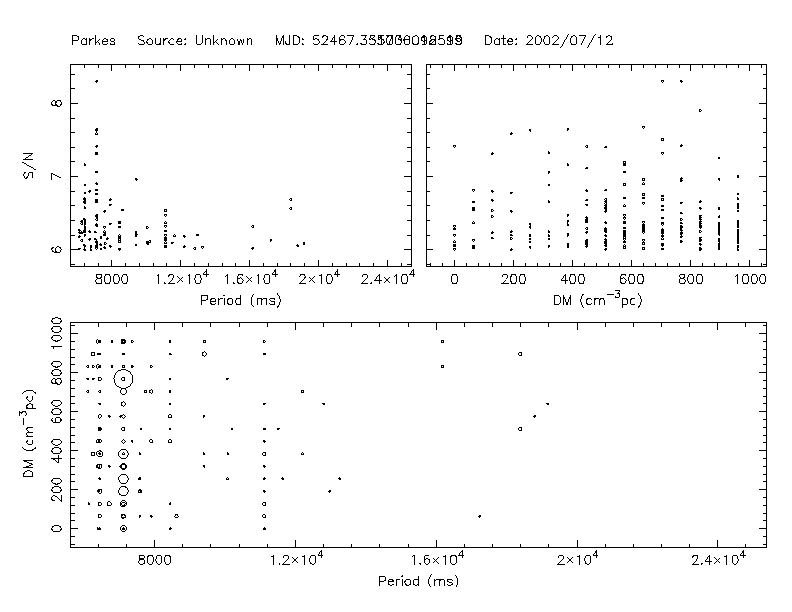 Parkes Source: Unknown MJD: Date: 2002/07/12
S/N
8
7
6
8000 1.2×10⁴ 1.6×10⁴ 2×10⁴ 2.4×10⁴
Period (ms)
0 200 400 600 800 1000
DM (cm⁻³pc)
DM (cm⁻³pc)
1000
800
600
400
200
0
8000 1.2×10⁴ 1.6×10⁴ 2×10⁴ 2.4×10⁴
Period (ms)